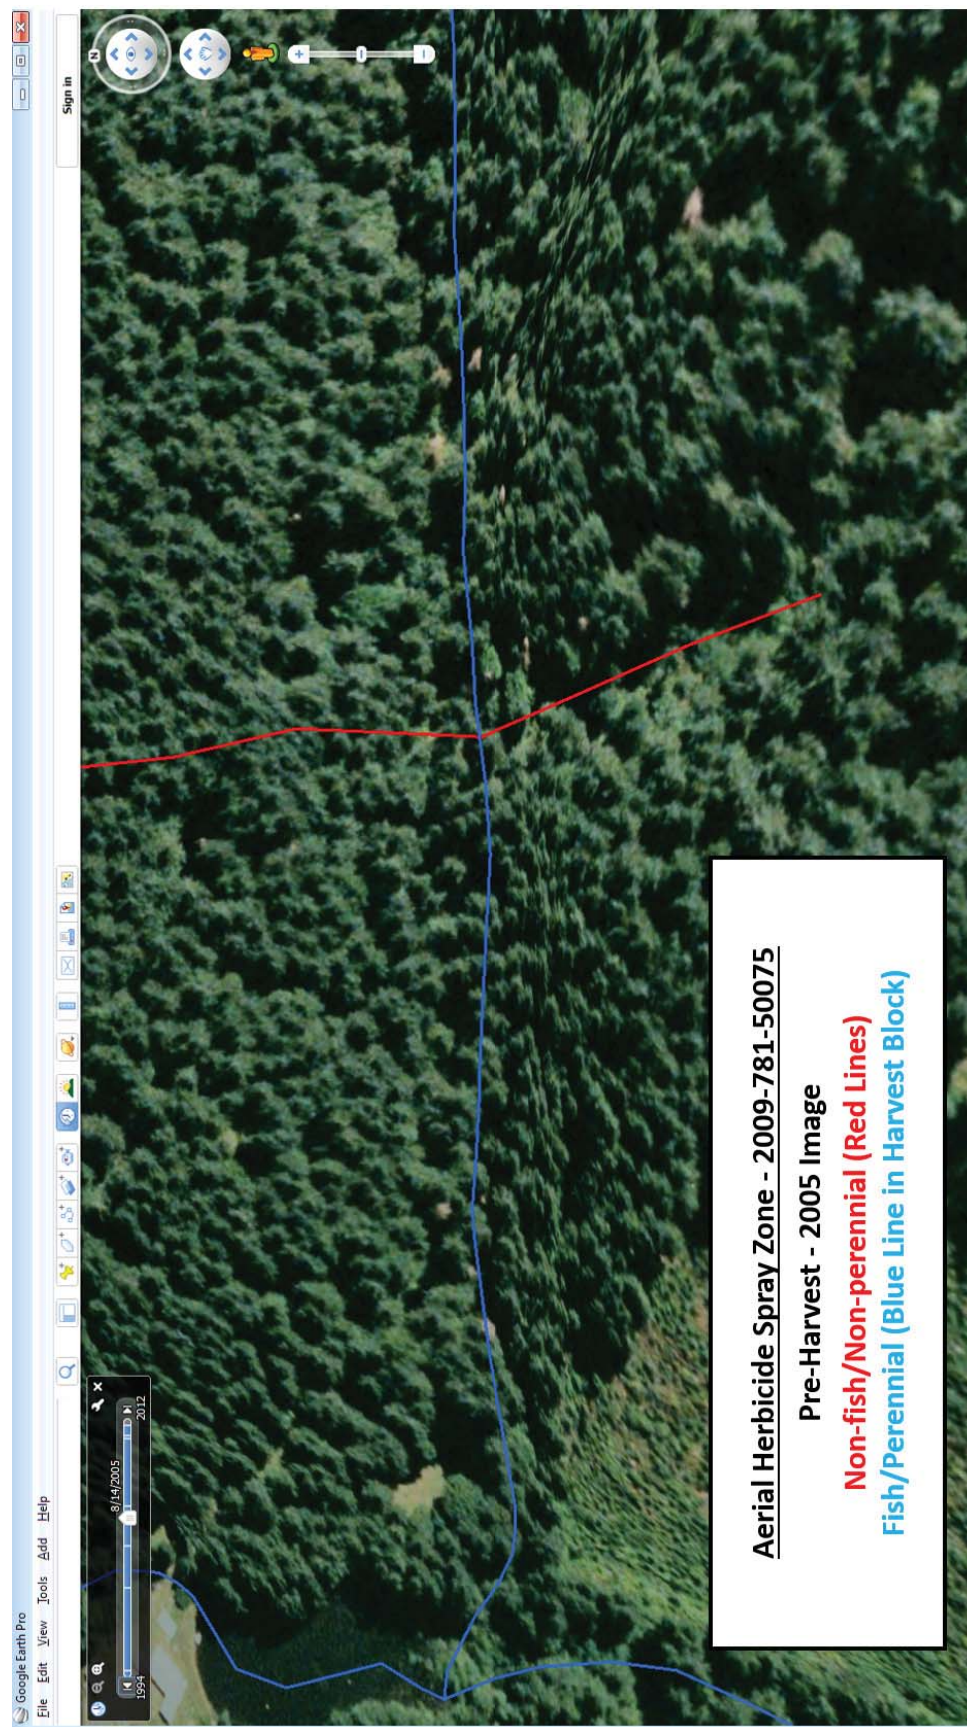 Google Earth Pro
File Edit View Tools Add Help
Sign in
8/14/2005
1994
2012
N
Aerial Herbicide Spray Zone - 2009-781-50075
Pre-Harvest - 2005 Image
Non-fish/Non-perennial (Red Lines)
Fish/Perennial (Blue Line in Harvest Block)